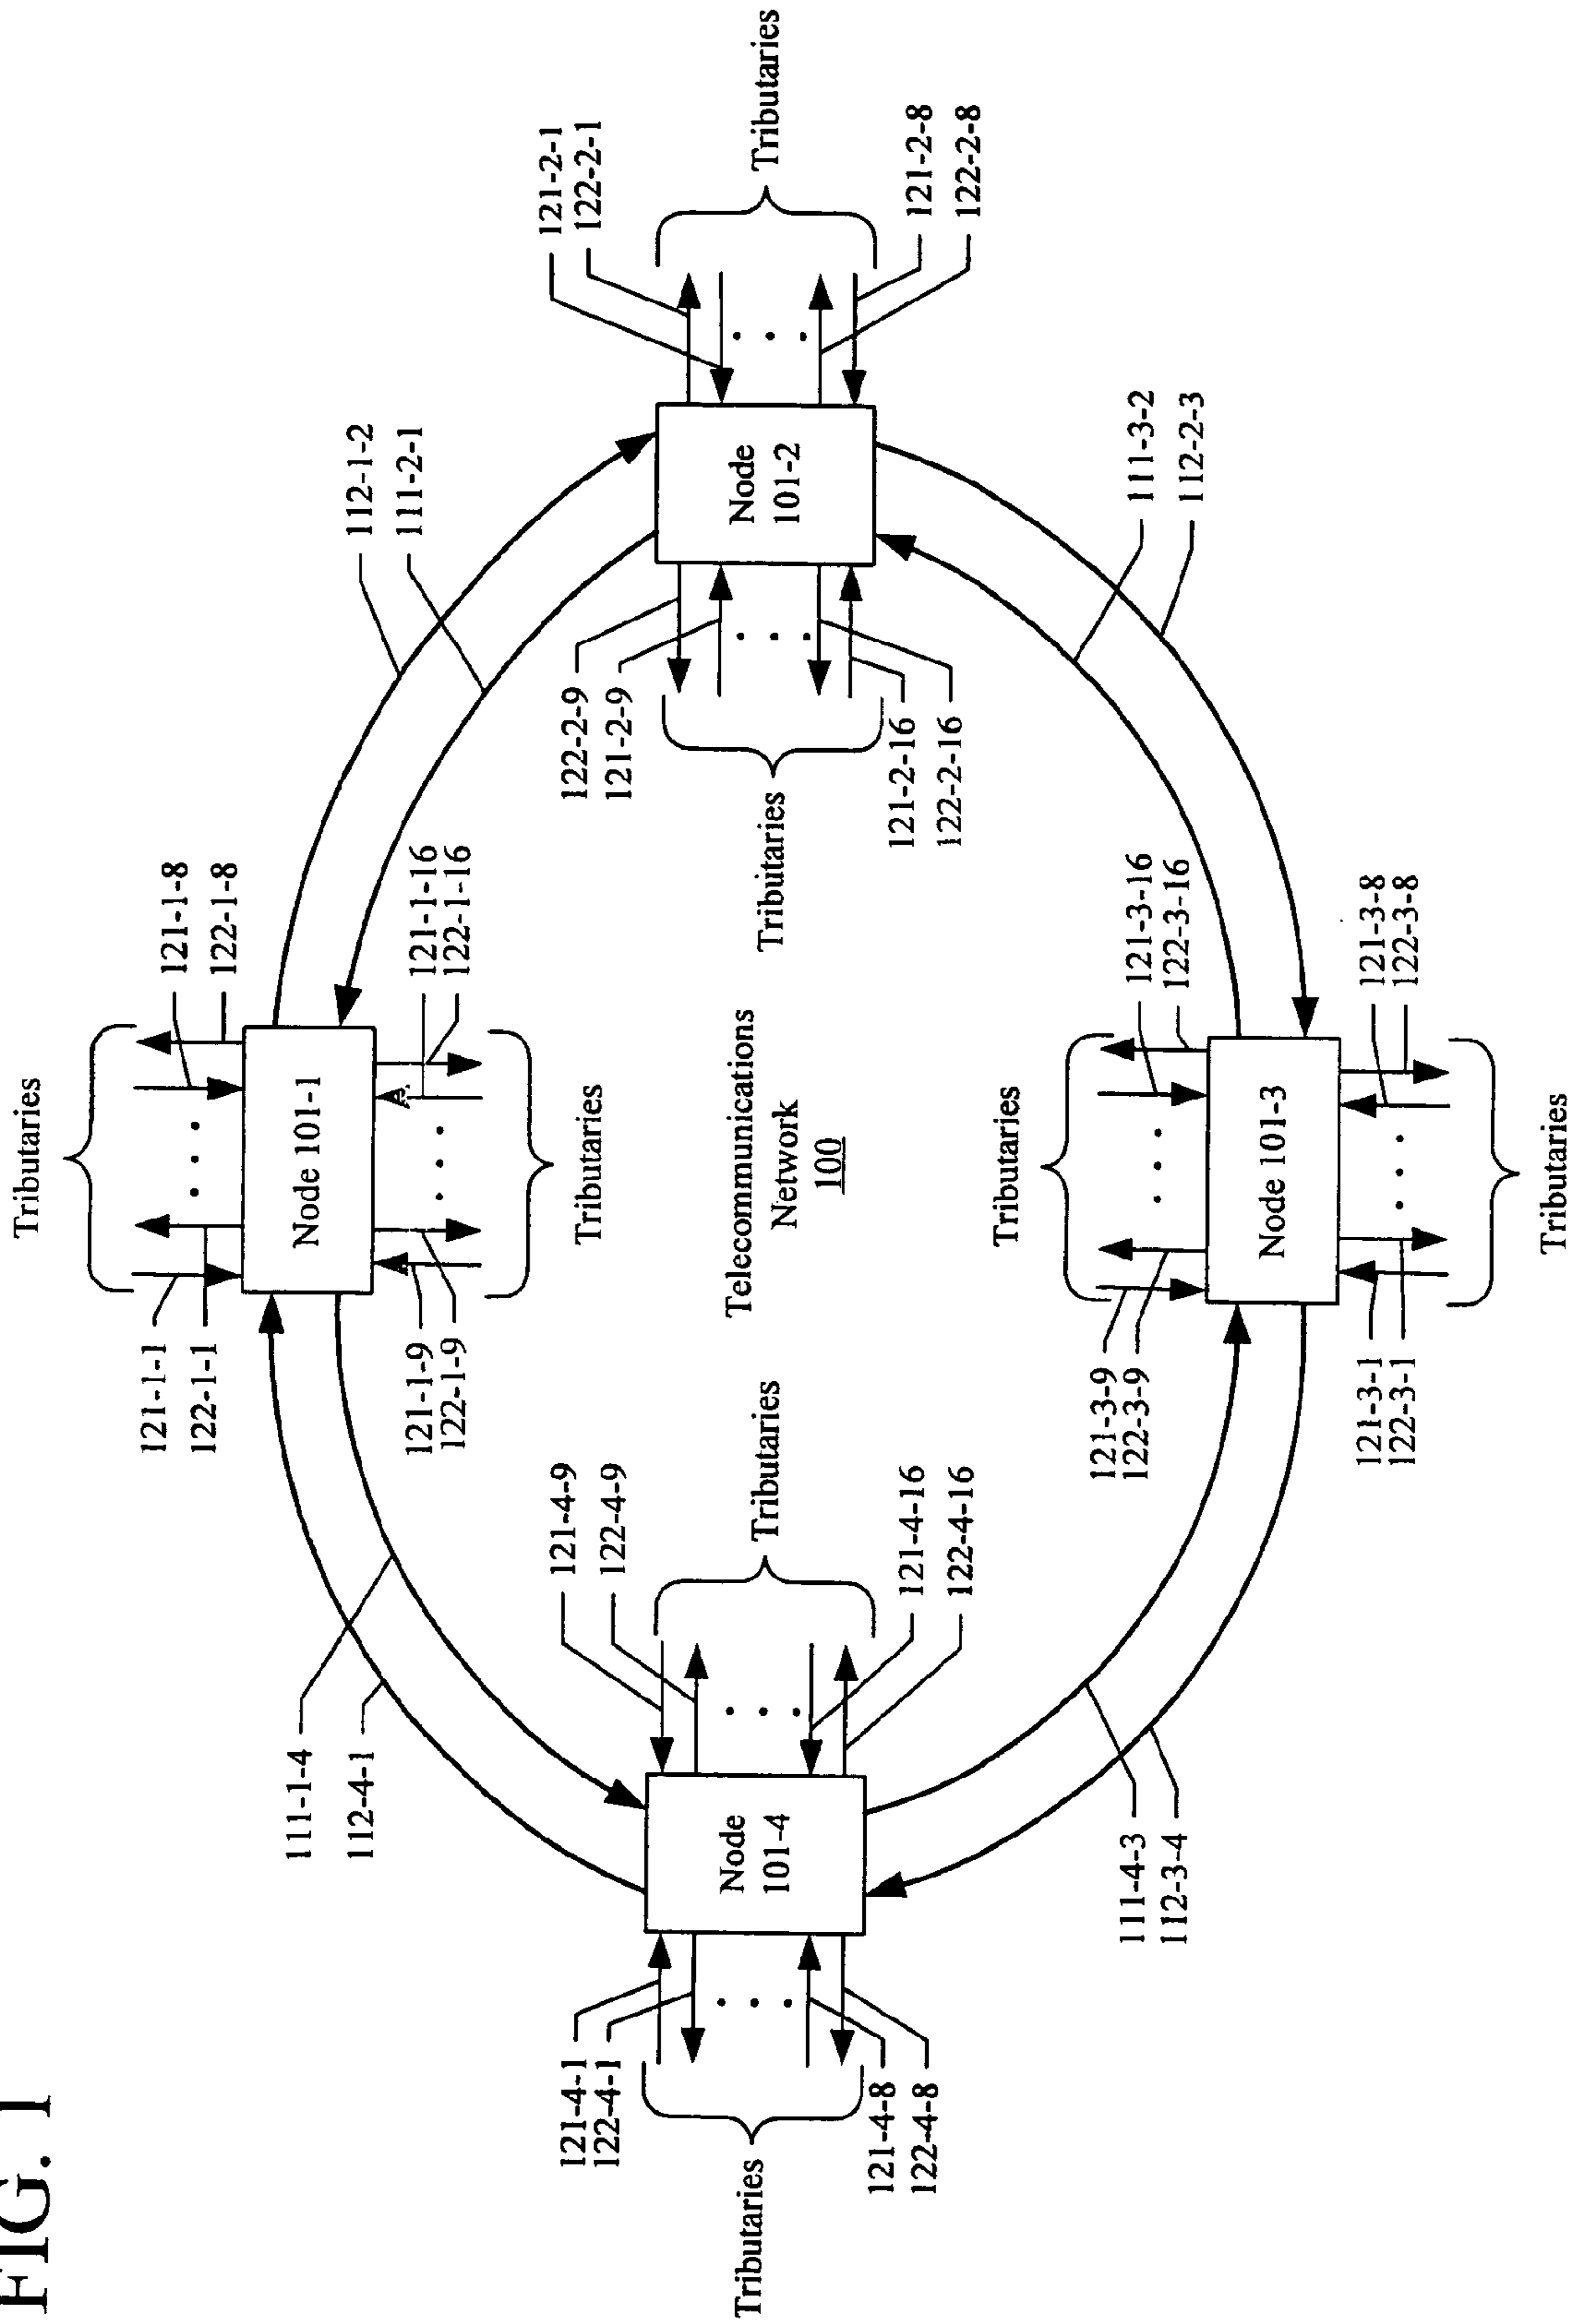 FIG. 1
Tributaries
121-1-1
122-1-1
121-1-8
122-1-8
Node 101-1
121-1-9
122-1-9
121-1-16
122-1-16
Tributaries
111-1-4
112-4-1
112-1-2
111-2-1
121-4-1
122-4-1
Tributaries
121-4-8
122-4-8
Node
101-4
121-4-9
122-4-9
Tributaries
121-4-16
122-4-16
Telecommunications
Network
100
122-2-9
121-2-9
Tributaries
121-2-16
122-2-16
Node
101-2
121-2-1
122-2-1
Tributaries
121-2-8
122-2-8
111-4-3
112-3-4
111-3-2
112-2-3
Tributaries
121-3-9
122-3-9
121-3-16
122-3-16
Node 101-3
121-3-1
122-3-1
121-3-8
122-3-8
Tributaries